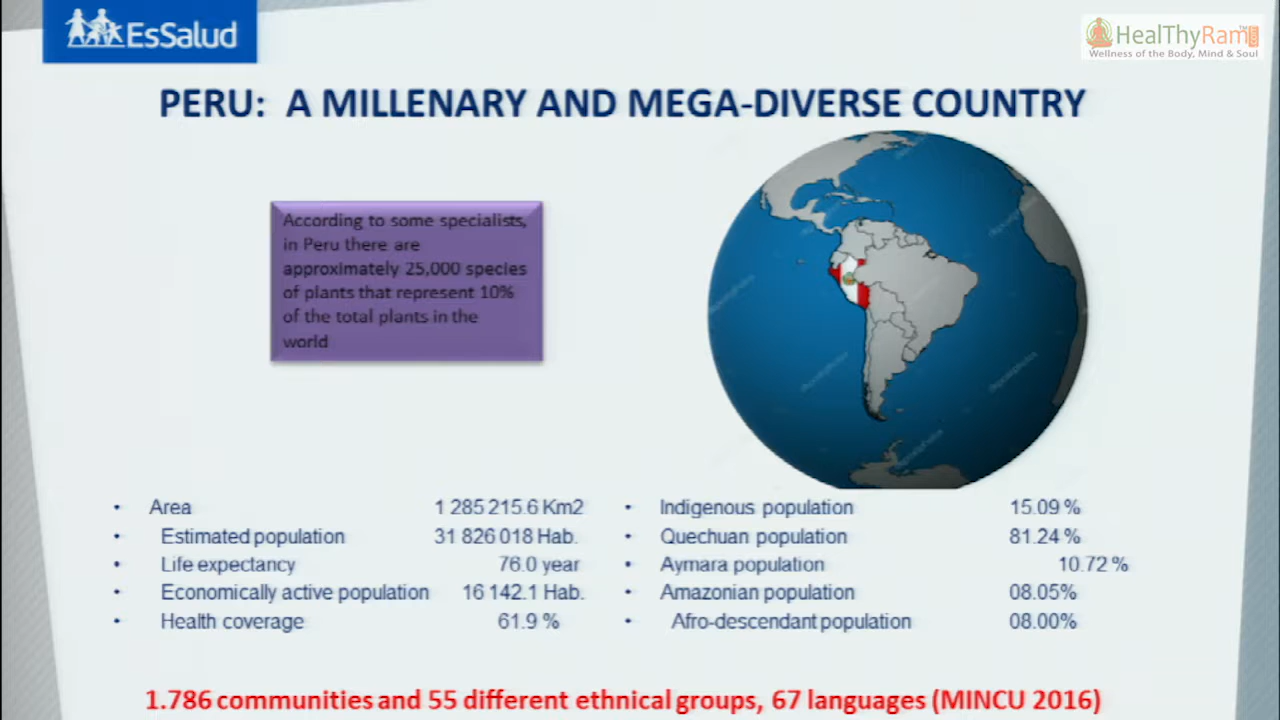 EsSalud
HealThyRam
Wellness of the Body, Mind & Soul
PERU: A MILLENARY AND MEGA-DIVERSE COUNTRY
According to some specialists,
in Peru there are
approximately 25,000 species
of plants that represent 10%
of the total plants in the
world
• Area 1 285 215.6 Km2
• Estimated population 31 826 018 Hab.
• Life expectancy 76.0 year
• Economically active population 16 142.1 Hab.
• Health coverage 61.9 %
• Indigenous population 15.09 %
• Quechuan population 81.24 %
• Aymara population 10.72 %
• Amazonian population 08.05%
• Afro-descendant population 08.00%
1.786 communities and 55 different ethnical groups, 67 languages (MINCU 2016)